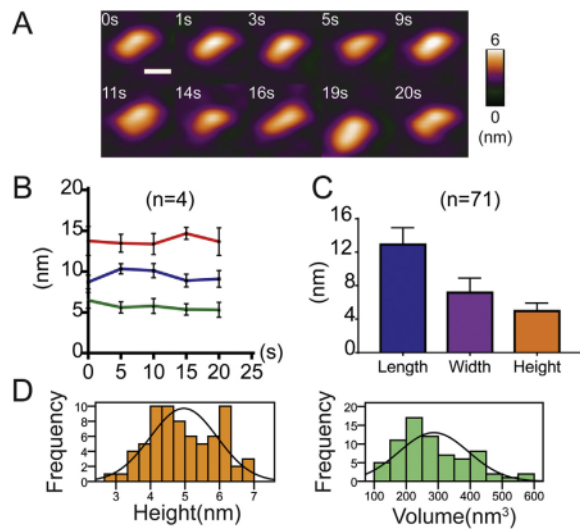 A
0s 1s 3s 5s 9s
11s 14s 16s 19s 20s
6
0
(nm)
B
(n=4)
20
15
10
5
0
(nm)
0 5 10 15 20 25 (s)
C
(n=71)
16
12
8
4
0
(nm)
Length Width Height
D
Frequency
10
8
6
4
2
0
3 4 5 6 7
Height(nm)
Frequency
20
15
10
5
0
100 200 300 400 500 600
Volume(nm³)